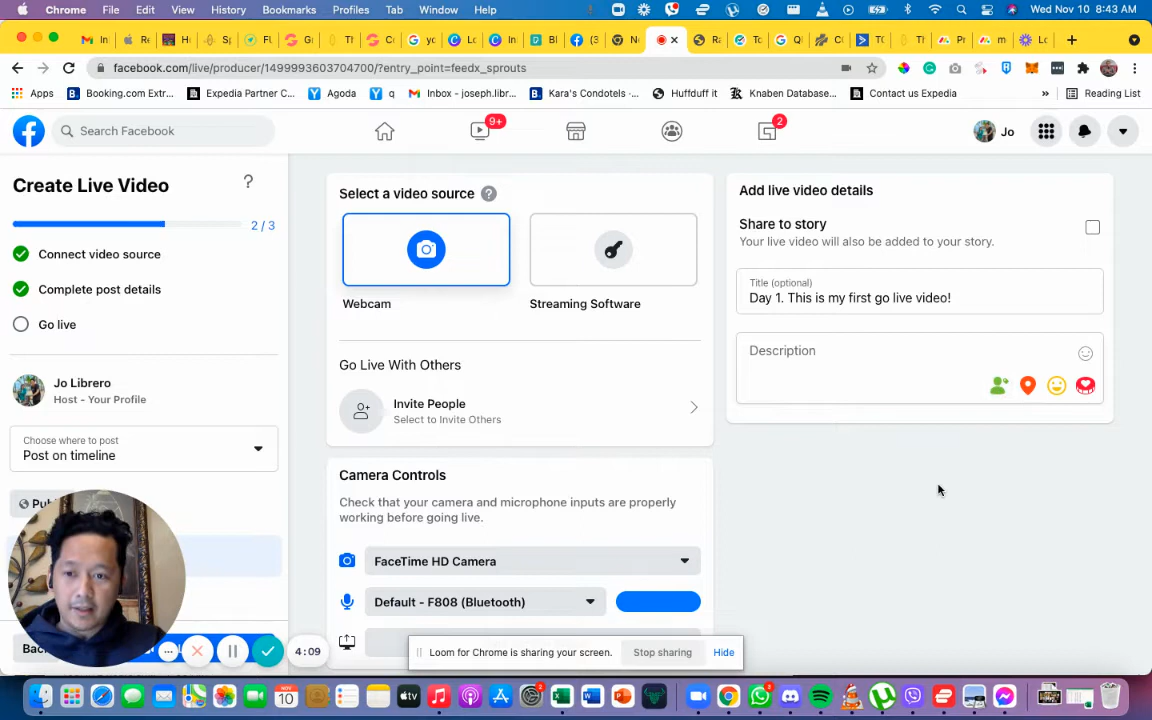 Chrome File Edit View History Bookmarks Profiles Tab Window Help Wed Nov 10 8:43 AM
facebook.com/live/producer/1499993603704700/?entry_point=feedx_sprouts
Apps Booking.com Extr... Expedia Partner C... Agoda q Inbox - joseph.libr... Kara's Condotels -... Huffduff it Knaben Database... Contact us Expedia » Reading List
Search Facebook
9+
2
Jo
Create Live Video
?
2 / 3
Connect video source
Complete post details
Go live
Jo Librero
Host - Your Profile
Choose where to post
Post on timeline
Select a video source
Webcam
Streaming Software
Go Live With Others
Invite People
Select to Invite Others
Camera Controls
Check that your camera and microphone inputs are properly
working before going live.
FaceTime HD Camera
Default - F808 (Bluetooth)
Add live video details
Share to story
Your live video will also be added to your story.
Title (optional)
Day 1. This is my first go live video!
Description
4:09
Loom for Chrome is sharing your screen. Stop sharing Hide
NOV
10
2